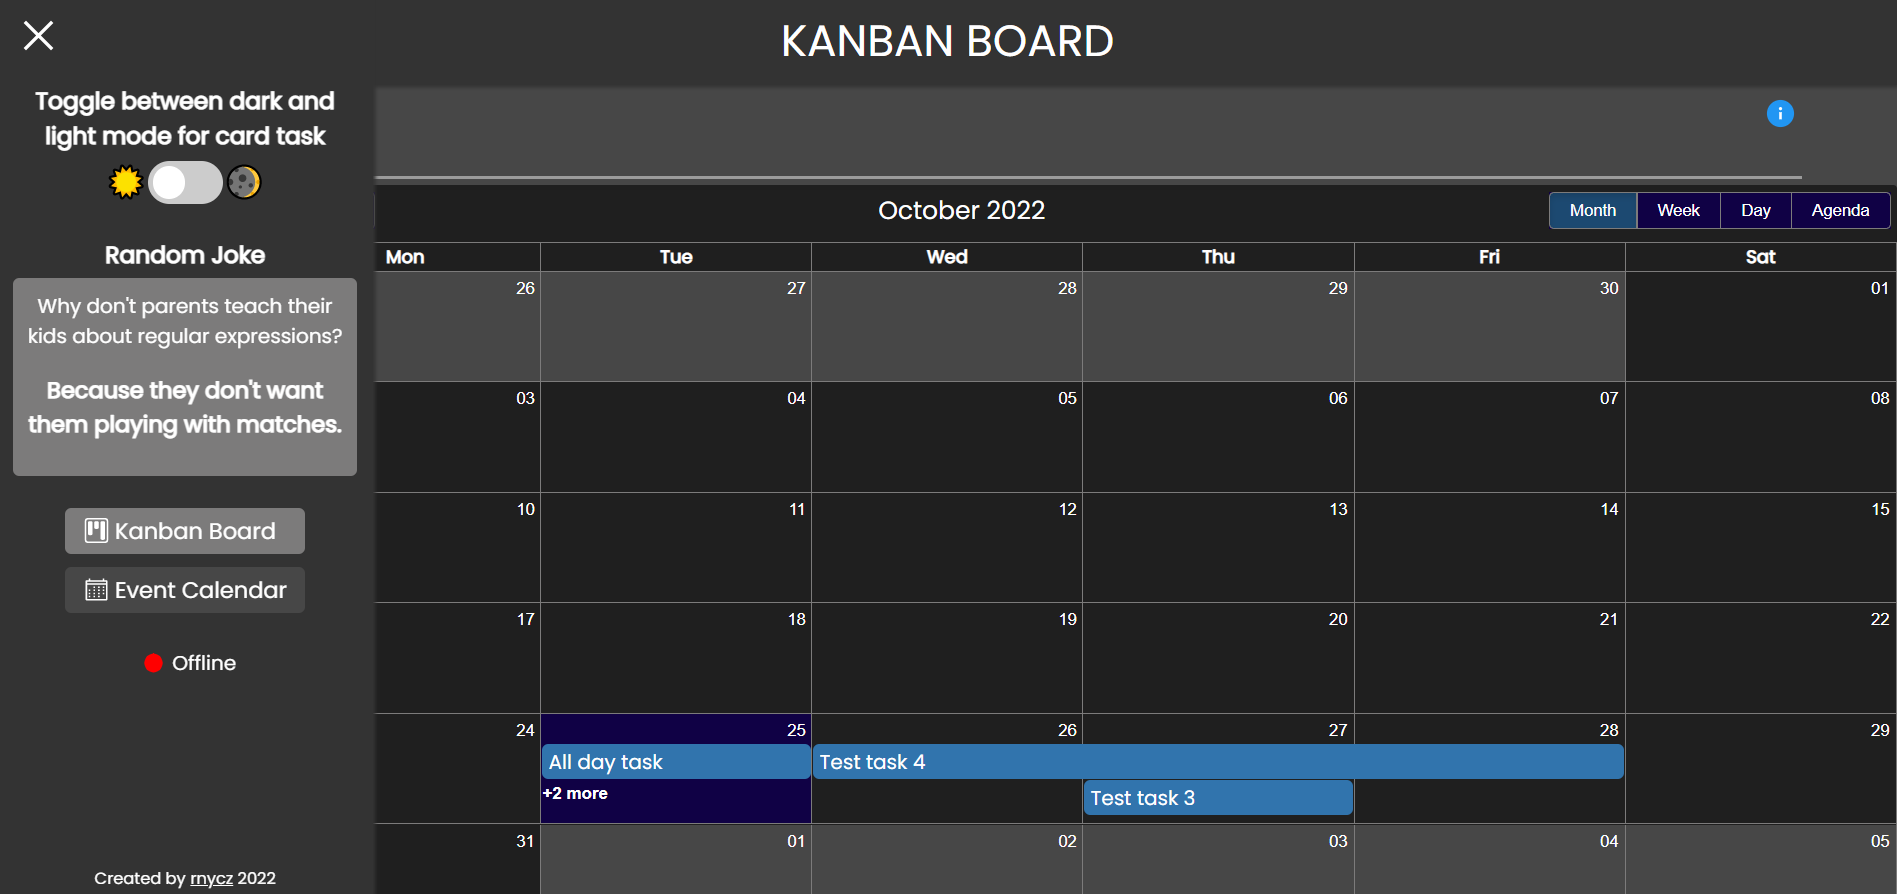 KANBAN BOARD
Toggle between dark and
light mode for card task
Random Joke
Why don't parents teach their
kids about regular expressions?
Because they don't want
them playing with matches.
Kanban Board
Event Calendar
Offline
Created by rnycz 2022
October 2022
Month Week Day Agenda
Mon Tue Wed Thu Fri Sat
26 27 28 29 30 01
03 04 05 06 07 08
10 11 12 13 14 15
17 18 19 20 21 22
24 25 26 27 28 29
All day task Test task 4
+2 more Test task 3
31 01 02 03 04 05